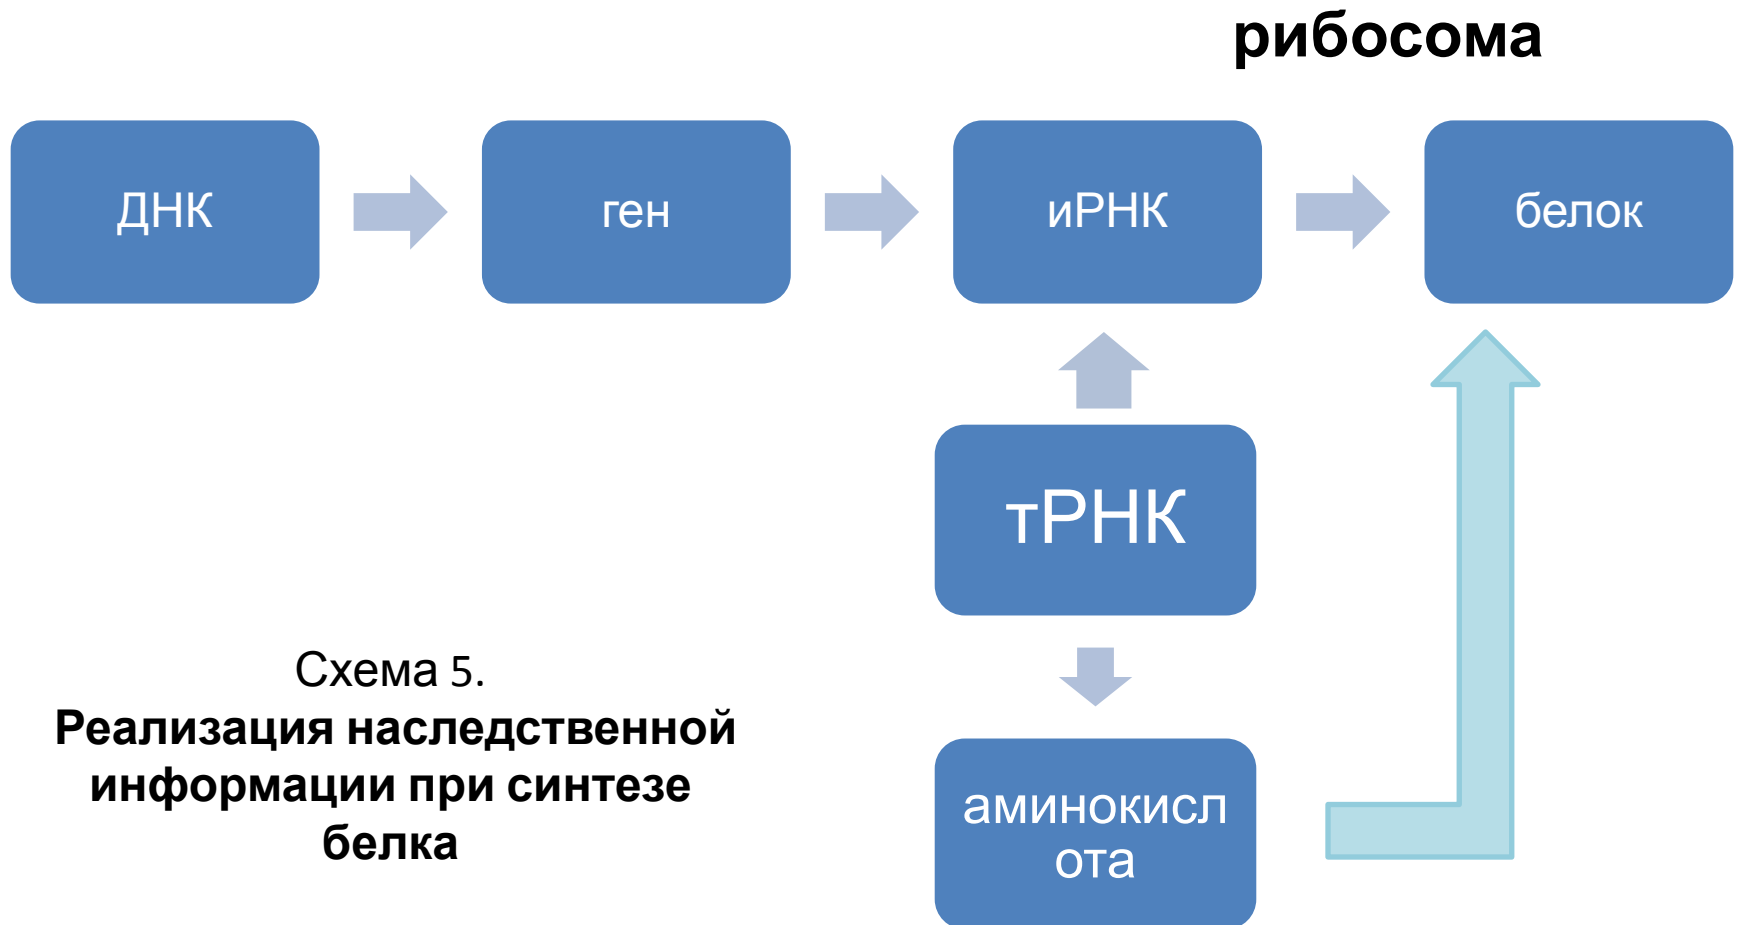 рибосома
ДНК
ген
иРНК
белок
тРНК
аминокисл
ота
Схема 5.
Реализация наследственной
информации при синтезе
белка